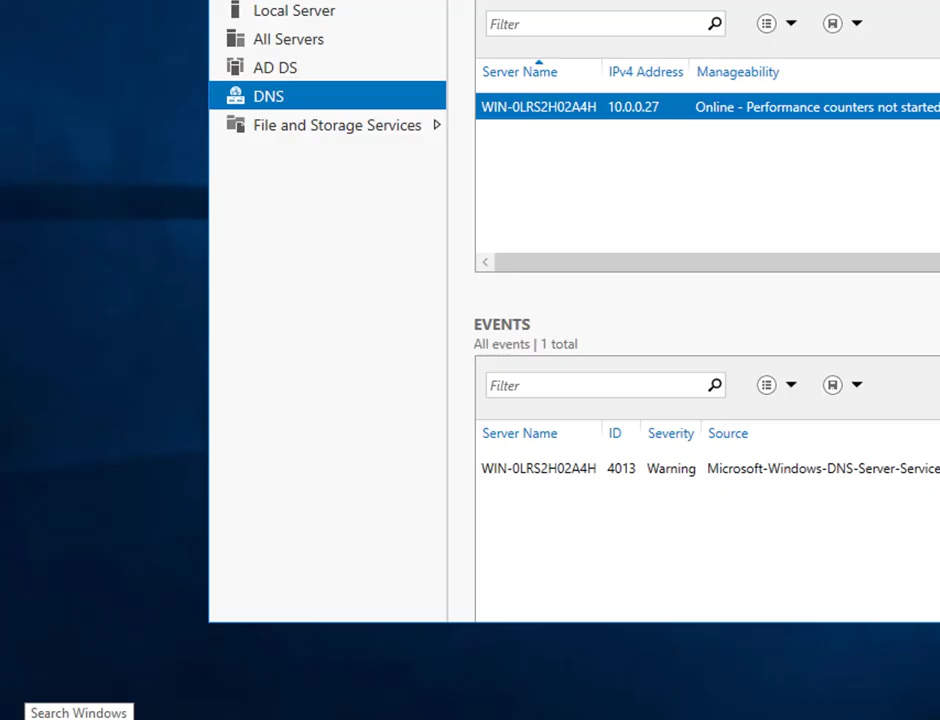 Local Server
All Servers
AD DS
DNS
File and Storage Services
Filter
Server Name IPv4 Address Manageability
WIN-0LRS2H02A4H 10.0.0.27 Online - Performance counters not started
EVENTS
All events | 1 total
Filter
Server Name ID Severity Source
WIN-0LRS2H02A4H 4013 Warning Microsoft-Windows-DNS-Server-Service
Search Windows